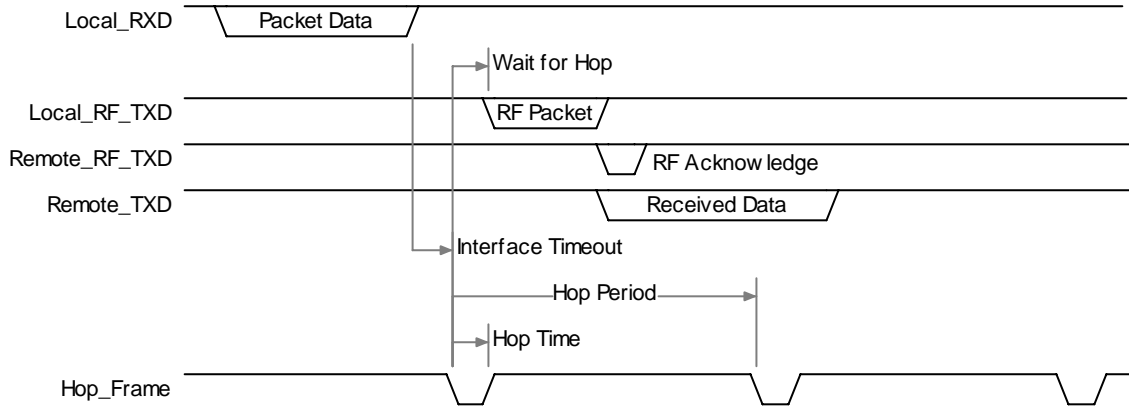 Local_RXD
Packet Data
Wait for Hop
Local_RF_TXD
RF Packet
Remote_RF_TXD
RF Acknow ledge
Remote_TXD
Received Data
Interface Timeout
Hop Period
Hop Time
Hop_Frame